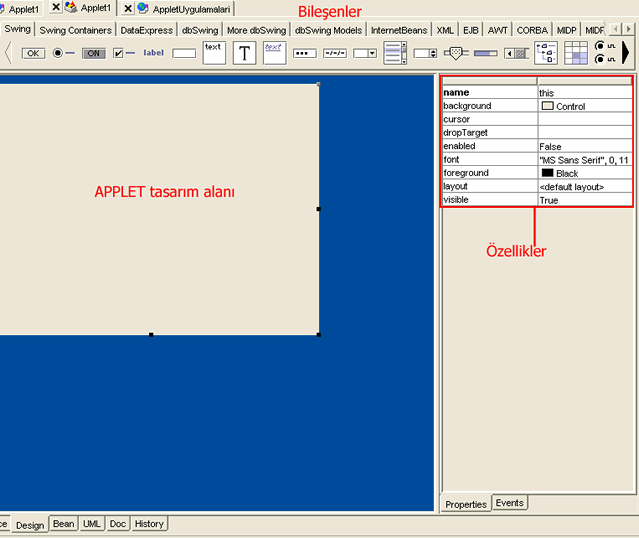 Applet1 Applet1 AppletUygulamalari
Bileşenler
Swing Swing Containers DataExpress dbSwing More dbSwing dbSwing Models InternetBeans XML EJB AWT CORBA MIDP MIDF
OK ON label text T text
name this
background Control
cursor
dropTarget
enabled False
font "MS Sans Serif", 0, 11
foreground Black
layout <default layout>
visible True
APPLET tasarım alanı
Özellikler
Properties Events
ce Design Bean UML Doc History